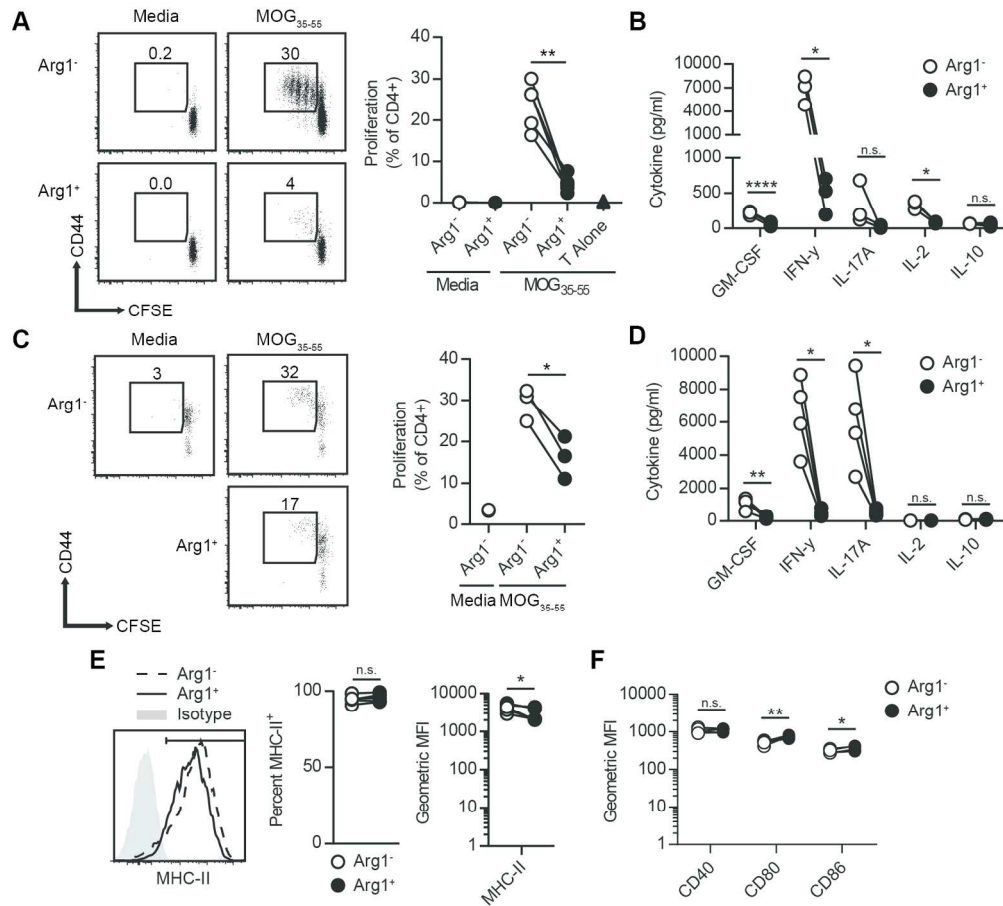 A
Media
MOG35-55
Arg1-
0.2
30
Arg1+
0.0
4
CD44
CFSE
Proliferation
(% of CD4+)
40
30
20
10
0
**
Arg1-
Arg1+
Arg1-
Arg1+
T Alone
Media
MOG35-55
B
Cytokine (pg/ml)
10000
7000
4000
1000
1000
500
0
****
*
n.s.
*
n.s.
Arg1-
Arg1+
GM-CSF
IFN-y
IL-17A
IL-2
IL-10
C
Media
MOG35-55
Arg1-
3
32
Arg1+
17
CD44
CFSE
Proliferation
(% of CD4+)
40
30
20
10
0
*
Arg1-
Arg1-
Arg1+
Media MOG35-55
D
Cytokine (pg/ml)
10000
8000
6000
4000
2000
0
**
*
*
n.s.
n.s.
Arg1-
Arg1+
GM-CSF
IFN-y
IL-17A
IL-2
IL-10
E
Arg1-
Arg1+
Isotype
MHC-II
Percent MHC-II+
100
50
0
n.s.
Arg1-
Arg1+
Geometric MFI
10000
1000
100
10
1
*
MHC-II
F
Geometric MFI
10000
1000
100
10
1
n.s.
**
*
Arg1-
Arg1+
CD40
CD80
CD86